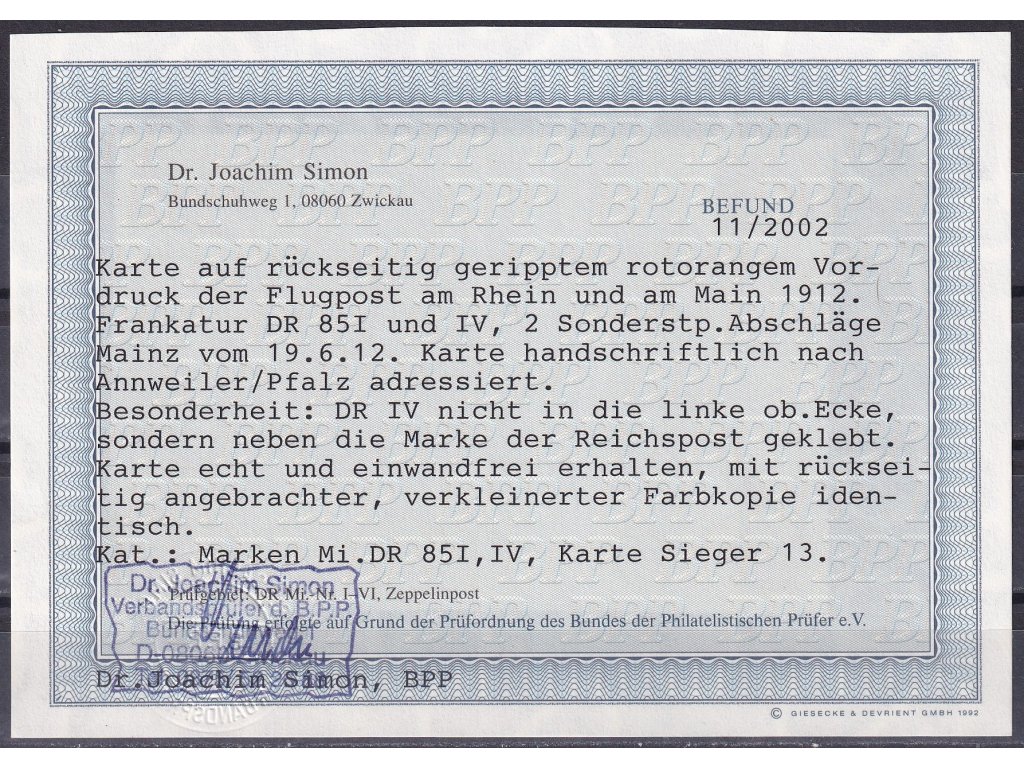 Dr. Joachim Simon
Bundschuhweg 1, 08060 Zwickau
BEFUND
11/2002
Karte auf rückseitig geripptem rotorangem Vor-
druck der Flugpost am Rhein und am Main 1912.
Frankatur DR 85I und IV, 2 Sonderstp.Abschläge
Mainz vom 19.6.12. Karte handschriftlich nach
Annweiler/Pfalz adressiert.
Besonderheit: DR IV nicht in die linke ob.Ecke,
sondern neben die Marke der Reichspost geklebt.
Karte echt und einwandfrei erhalten, mit rücksei-
tig angebrachter, verkleinerter Farbkopie iden-
tisch.
Kat.: Marken Mi.DR 85I,IV, Karte Sieger 13.
Dr. Joachim Simon
Prüfgebiet: DR Mi.-Nr. I–VI, Zeppelinpost
Verbandsprüfer d. B.P.P.
Die Prüfung erfolgte auf Grund der Prüfordnung des Bundes der Philatelistischen Prüfer e.V.
Dr.Joachim Simon, BPP
© GIESECKE & DEVRIENT GMBH 1992